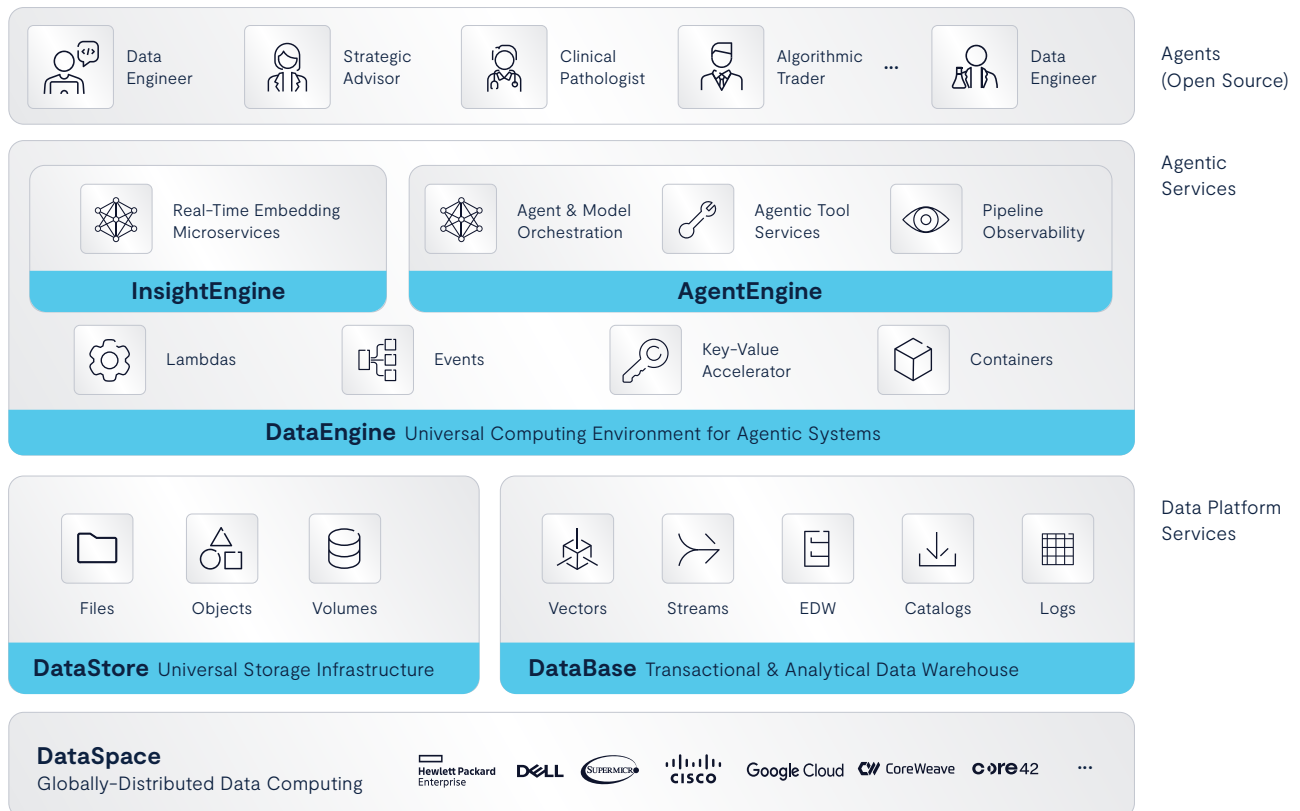 Data
Engineer
Strategic
Advisor
Clinical
Pathologist
Algorithmic
Trader
...
Data
Engineer
Agents
(Open Source)
Agentic
Services
Real-Time Embedding
Microservices
InsightEngine
Agent & Model
Orchestration
Agentic Tool
Services
Pipeline
Observability
AgentEngine
Lambdas
Events
Key-Value
Accelerator
Containers
DataEngine Universal Computing Environment for Agentic Systems
Data Platform
Services
Files
Objects
Volumes
DataStore Universal Storage Infrastructure
Vectors
Streams
EDW
Catalogs
Logs
DataBase Transactional & Analytical Data Warehouse
DataSpace
Globally-Distributed Data Computing
Hewlett Packard
Enterprise
DELL
SUPERMICRO
CISCO
Google Cloud
CoreWeave
core42
...